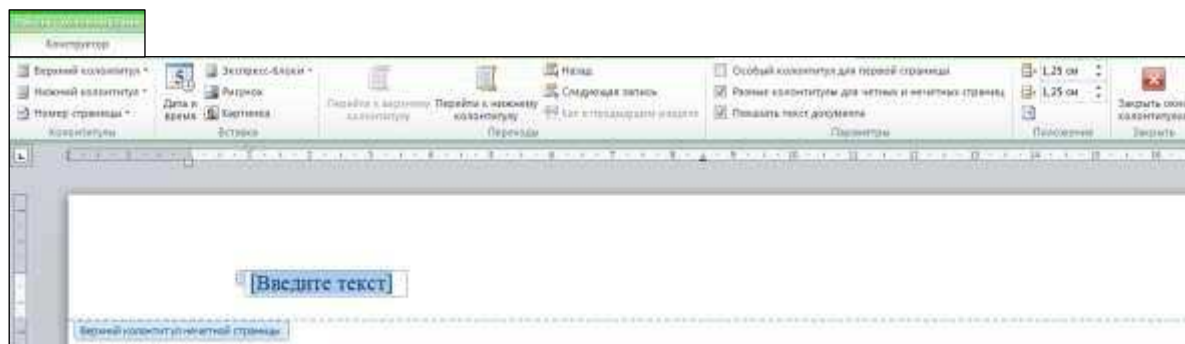 Конструктор
Верхний колонтитул
Нижний колонтитул
Номер страницы
Колонтитулы
5
Дата и время
Экспресс-блоки
Рисунок
Картинка
Вставка
Перейти к верхнему колонтитулу
Перейти к нижнему колонтитулу
Назад
Следующая запись
Как в предыдущем разделе
Переходы
Особый колонтитул для первой страницы
Разные колонтитулы для четных и нечетных страниц
Показать текст документа
Параметры
1,25 см
1,25 см
Положение
Закрыть окно
колонтитулов
Закрыть
[Введите текст]
Верхний колонтитул нечетной страницы